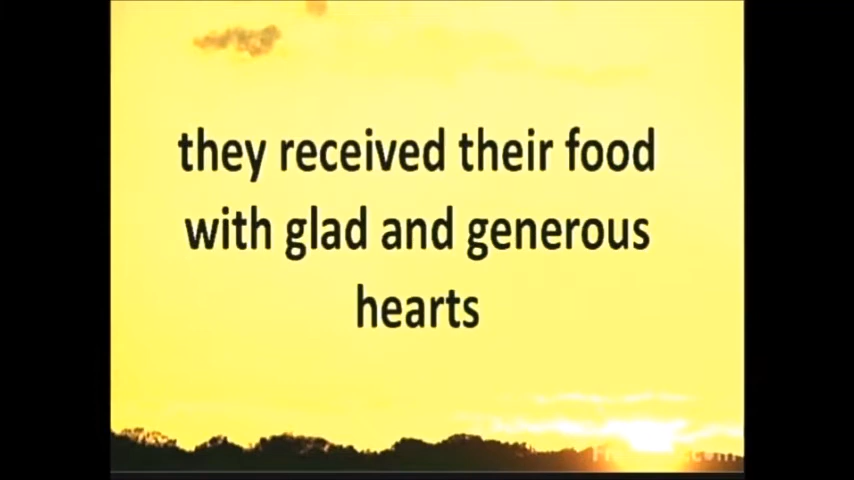 they received their food
with glad and generous
hearts